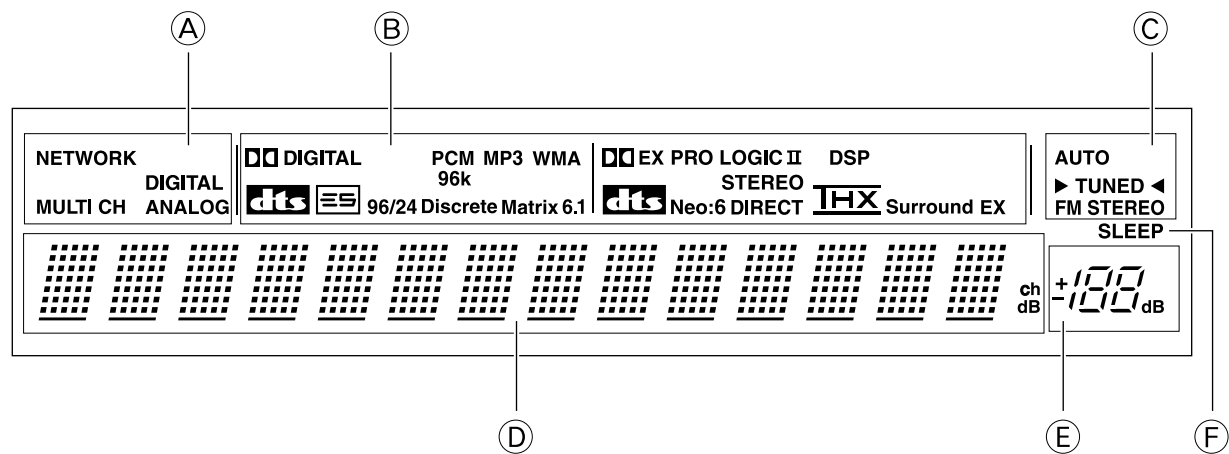 A B C
NETWORK
DIGITAL
MULTI CH ANALOG
DIGITAL PCM MP3 WMA
96k
dts ES 96/24 Discrete Matrix 6.1
EX PRO LOGIC II DSP
STEREO
dts Neo:6 DIRECT THX Surround EX
AUTO
▶ TUNED ◀
FM STEREO
SLEEP
ch
dB
+
-188 dB
D E F